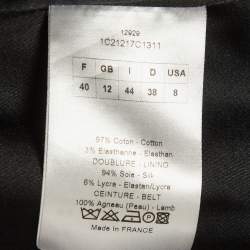 12929
1C21217C1311
F GB I D USA
40 12 44 38 8
97% Coton - Cotton
3% Elasthanne - Elasthan
DOUBLURE - LINING
94% Soie - Silk
6% Lycra - Elastan/Lycra
CEINTURE - BELT
100% Agneau (Peau) - Lamb
Made in FRANCE